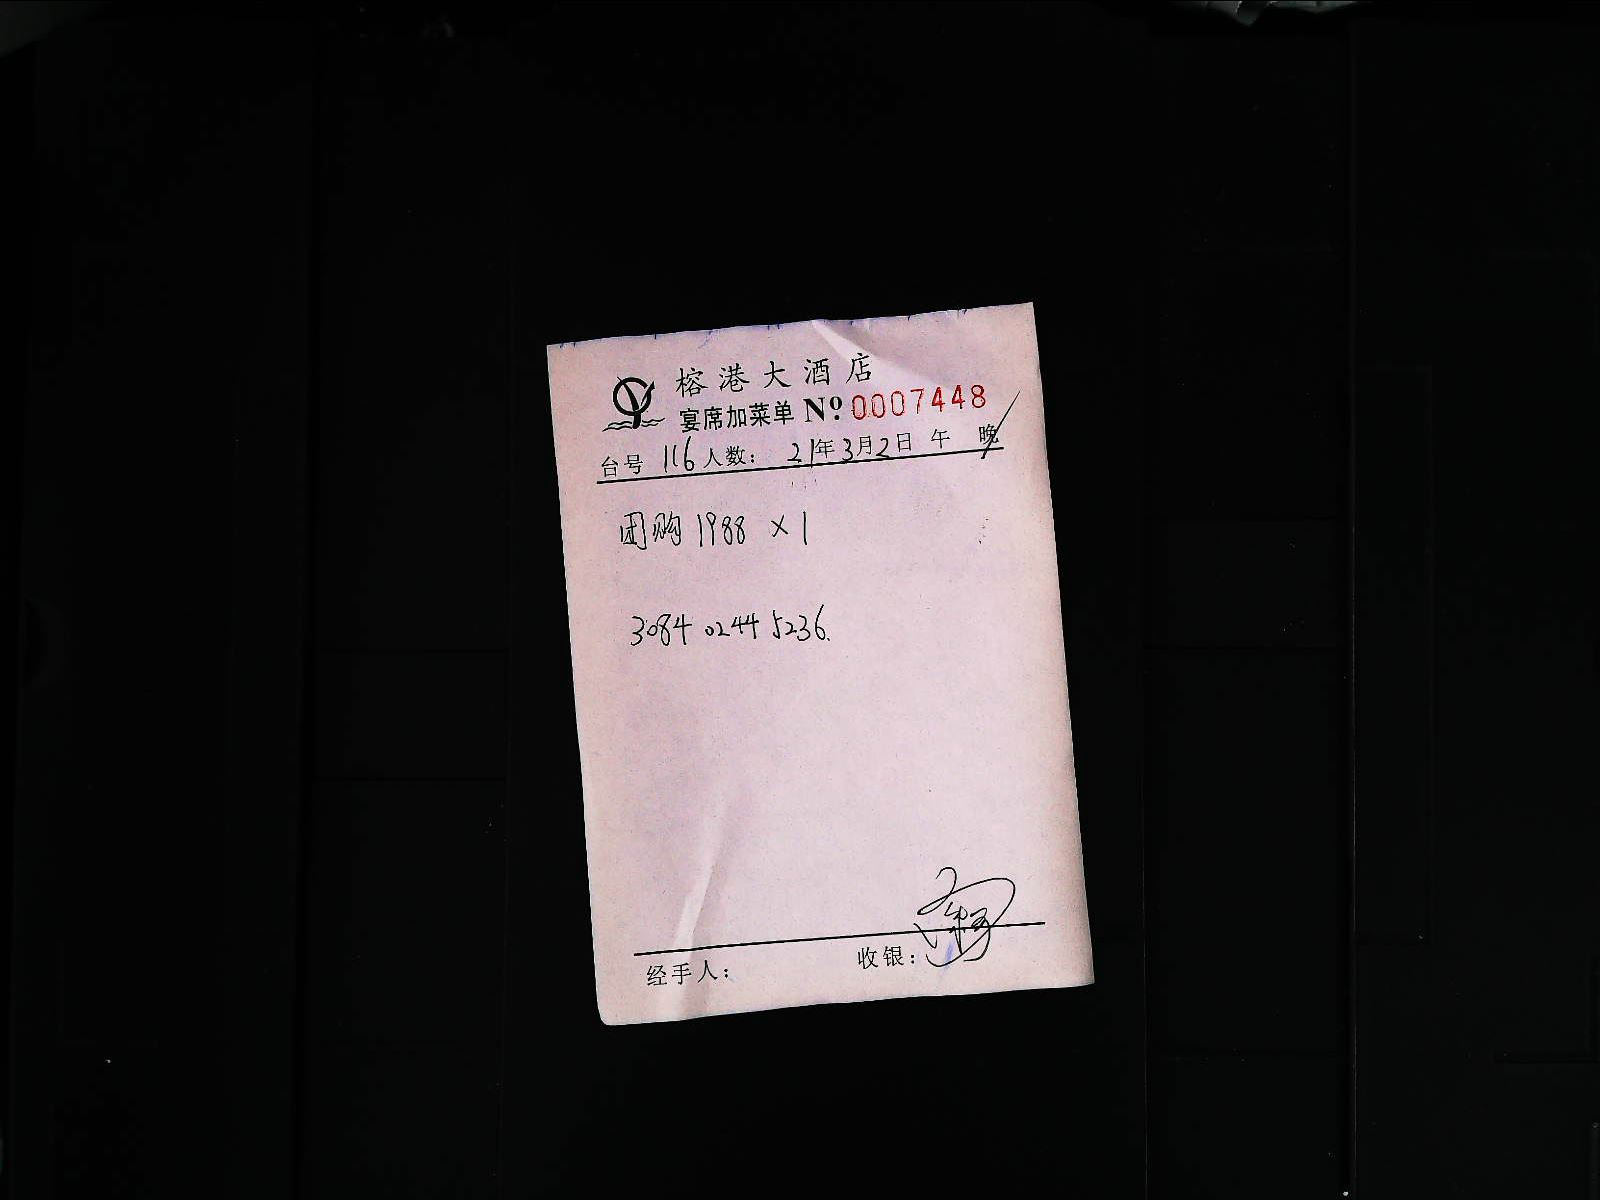 榕港大酒店
宴席加菜单 Nº 0007448
台号 116 人数： 21年3月2日 午 晚
团购 1988 × 1
3084 0244 5236.
经手人： 收银：